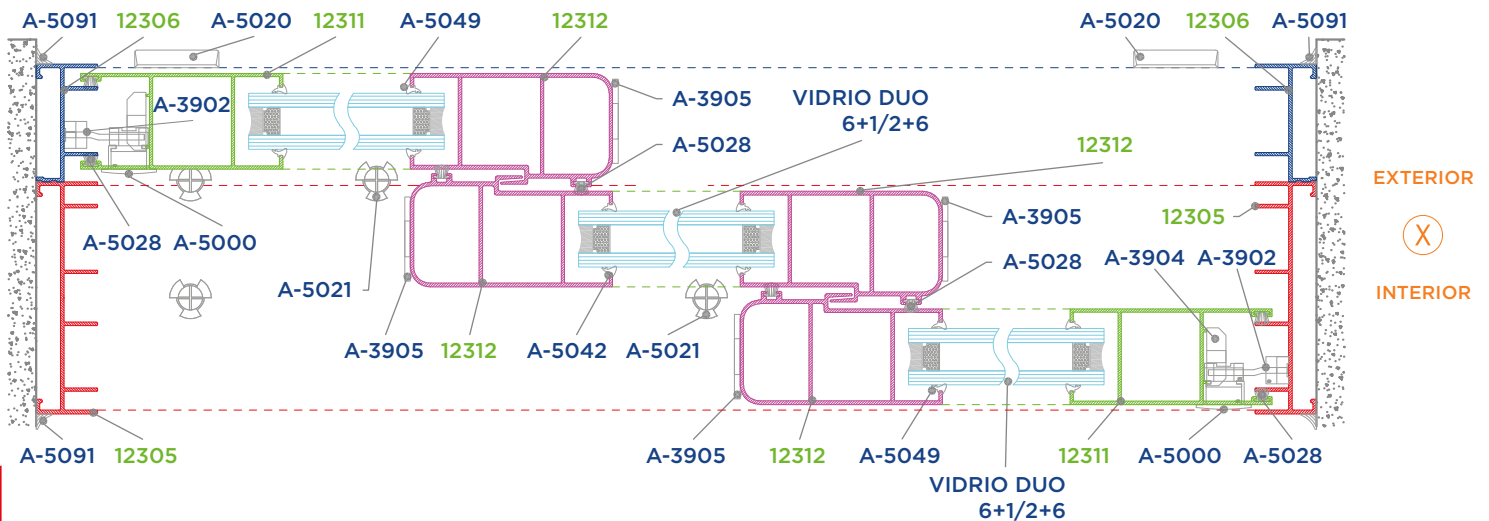 A-5091 12306 A-5020 12311 A-5049 12312 A-5020 12306 A-5091
A-3902
A-3905
VIDRIO DUO
6+1/2+6
A-5028
12312
EXTERIOR
12305
A-3905
X
A-5028 A-5000
A-3904 A-3902
A-5028
A-5021
INTERIOR
A-3905 12312 A-5042 A-5021
A-5091 12305
A-3905 12312 A-5049 12311 A-5000 A-5028
VIDRIO DUO
6+1/2+6